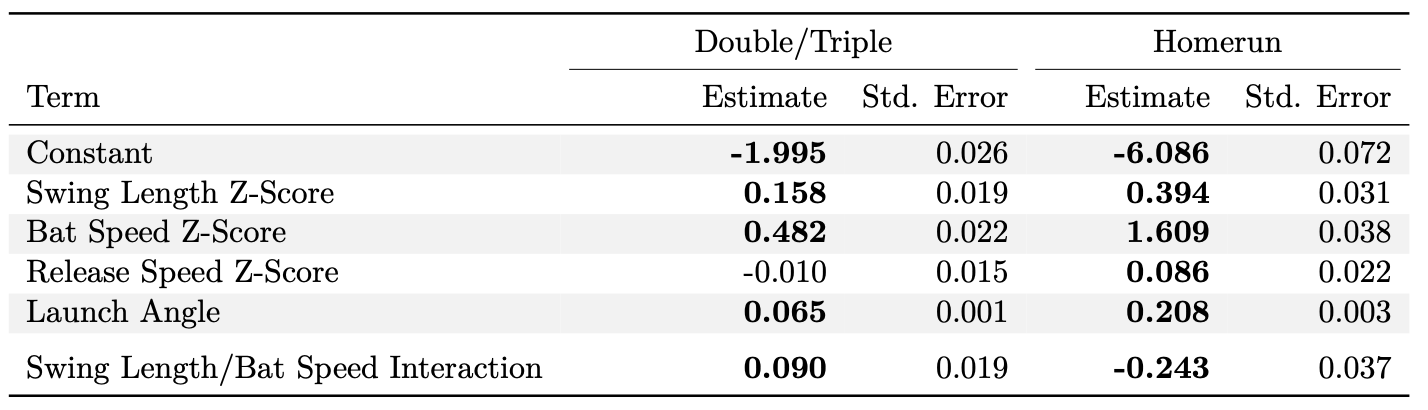 Double/Triple Homerun
Term Estimate Std. Error Estimate Std. Error
Constant -1.995 0.026 -6.086 0.072
Swing Length Z-Score 0.158 0.019 0.394 0.031
Bat Speed Z-Score 0.482 0.022 1.609 0.038
Release Speed Z-Score -0.010 0.015 0.086 0.022
Launch Angle 0.065 0.001 0.208 0.003
Swing Length/Bat Speed Interaction 0.090 0.019 -0.243 0.037